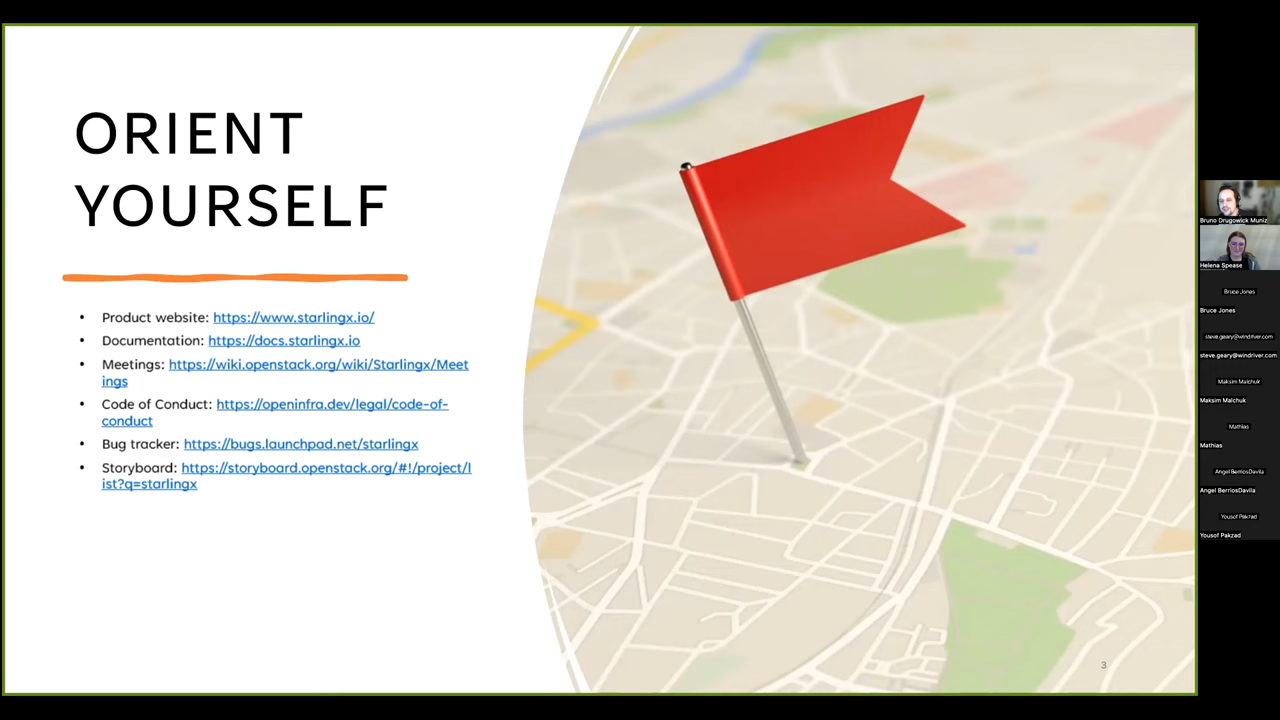 ORIENT
YOURSELF
• Product website: https://www.starlingx.io/
• Documentation: https://docs.starlingx.io
• Meetings: https://wiki.openstack.org/wiki/Starlingx/Meet
ings
• Code of Conduct: https://openinfra.dev/legal/code-of-
conduct
• Bug tracker: https://bugs.launchpad.net/starlingx
• Storyboard: https://storyboard.openstack.org/#!/project/l
ist?q=starlingx
3
Bruno Drugowick Muniz
Helena Spease
Bruce Jones
Bruce Jones
steve.geary@windriver.com
steve.geary@windriver.com
Maksim Malchuk
Maksim Malchuk
Mathias
Mathias
Angel BerriosDavila
Angel BerriosDavila
Yousof Pakzad
Yousof Pakzad